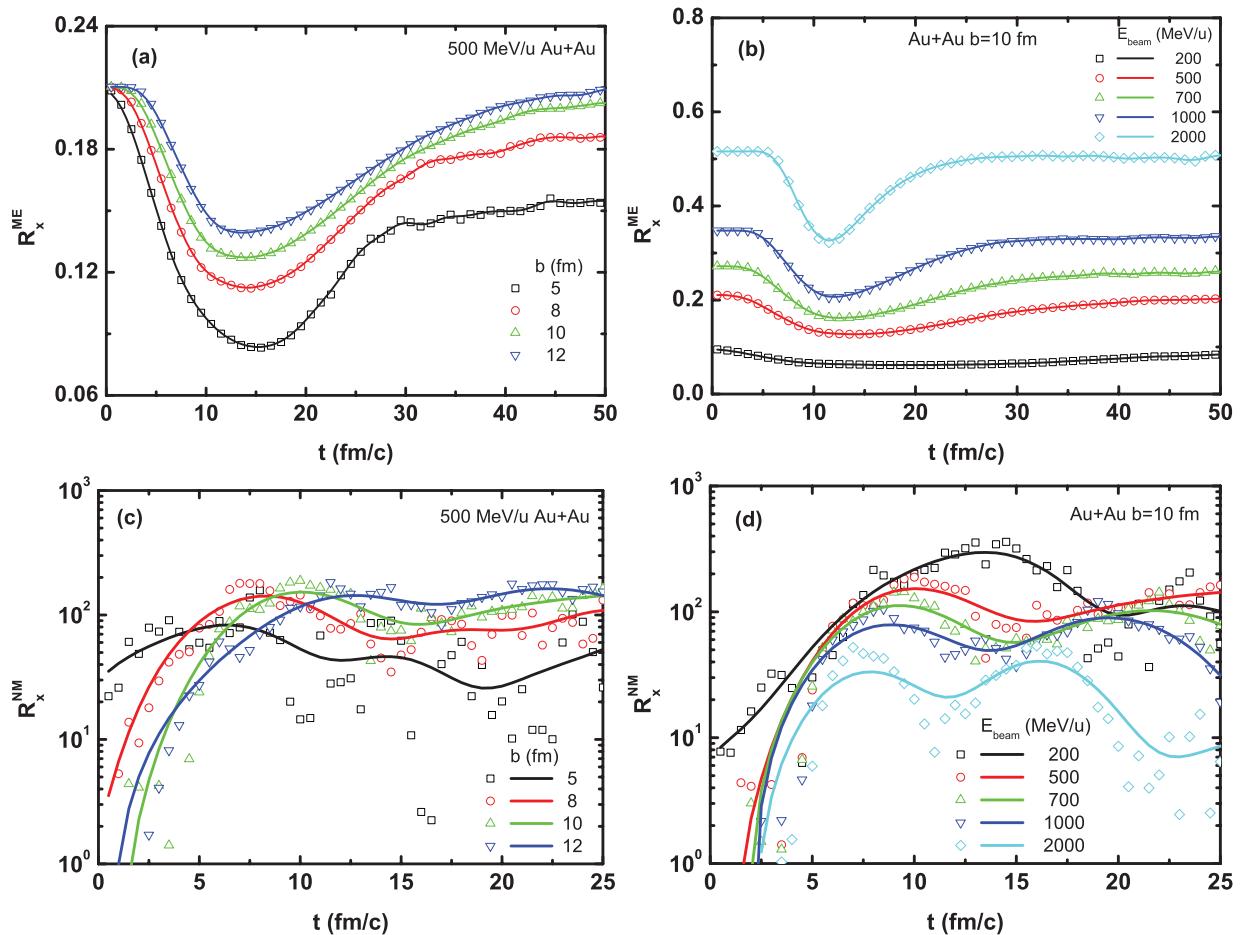 (a)
500 MeV/u Au+Au
R_x^ME
0.24
0.18
0.12
0.06
b (fm)
5
8
10
12
0 10 20 30 40 50
t (fm/c)
(b)
Au+Au b=10 fm
E_beam (MeV/u)
200
500
700
1000
2000
R_x^ME
0.8
0.6
0.4
0.2
0.0
0 10 20 30 40 50
t (fm/c)
(c)
500 MeV/u Au+Au
R_x^NM
10^3
10^2
10^1
10^0
b (fm)
5
8
10
12
0 5 10 15 20 25
t (fm/c)
(d)
Au+Au b=10 fm
R_x^NM
10^3
10^2
10^1
10^0
E_beam (MeV/u)
200
500
700
1000
2000
0 5 10 15 20 25
t (fm/c)